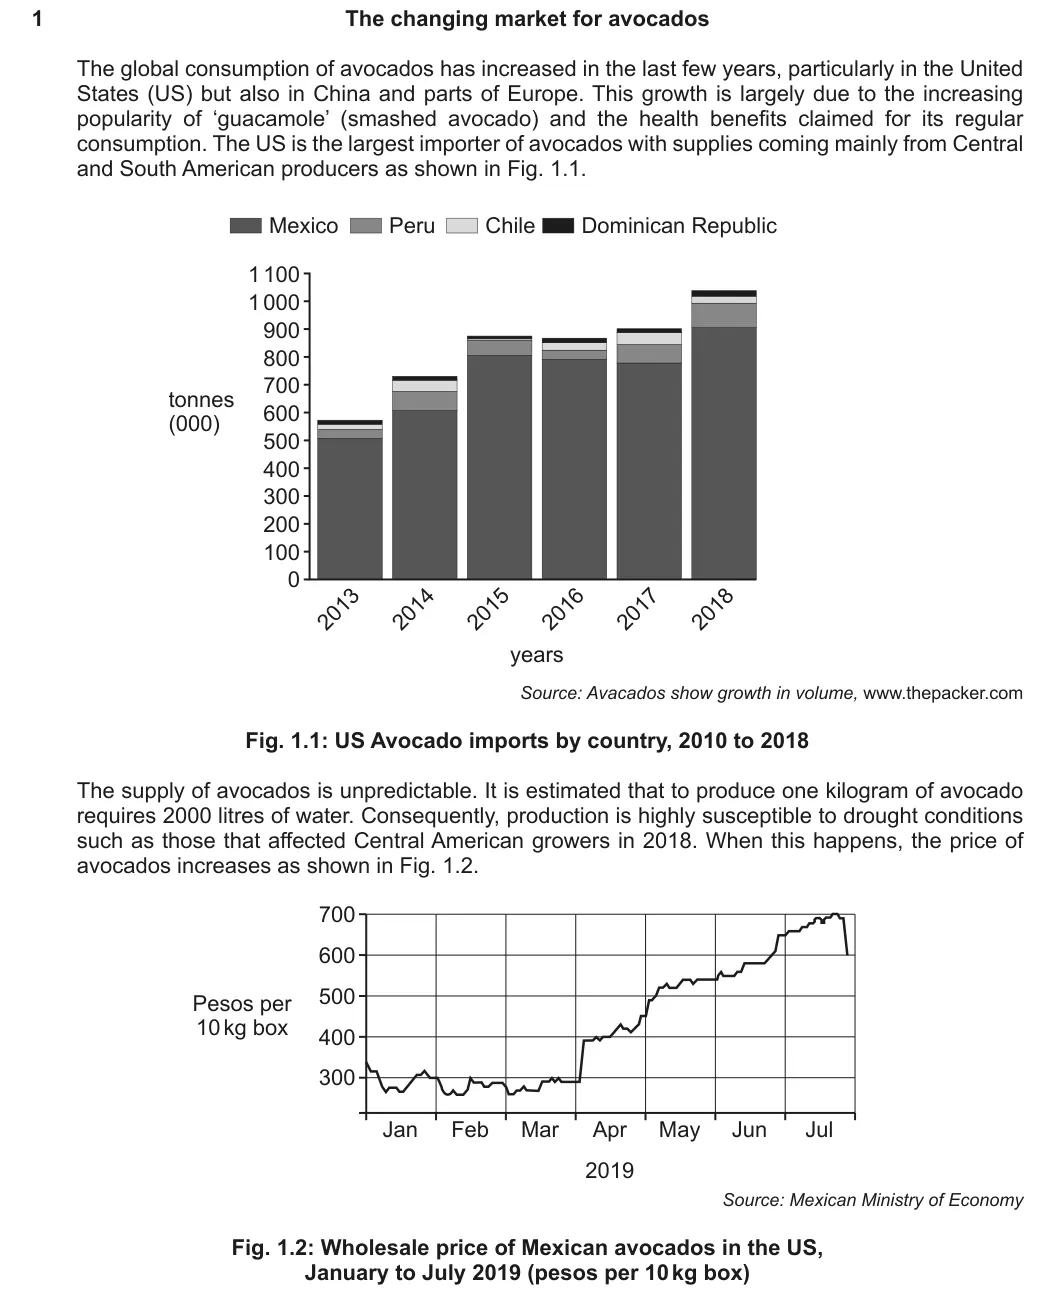 1 The changing market for avocados
The global consumption of avocados has increased in the last few years, particularly in the United
States (US) but also in China and parts of Europe. This growth is largely due to the increasing
popularity of ‘guacamole’ (smashed avocado) and the health benefits claimed for its regular
consumption. The US is the largest importer of avocados with supplies coming mainly from Central
and South American producers as shown in Fig. 1.1.
Mexico Peru Chile Dominican Republic
1 100
1 000
900
800
700
tonnes
(000)
600
500
400
300
200
100
0
2013 2014 2015 2016 2017 2018
years
Source: Avacados show growth in volume, www.thepacker.com
Fig. 1.1: US Avocado imports by country, 2010 to 2018
The supply of avocados is unpredictable. It is estimated that to produce one kilogram of avocado
requires 2000 litres of water. Consequently, production is highly susceptible to drought conditions
such as those that affected Central American growers in 2018. When this happens, the price of
avocados increases as shown in Fig. 1.2.
700
600
500
Pesos per
10 kg box
400
300
Jan Feb Mar Apr May Jun Jul
2019
Source: Mexican Ministry of Economy
Fig. 1.2: Wholesale price of Mexican avocados in the US,
January to July 2019 (pesos per 10 kg box)